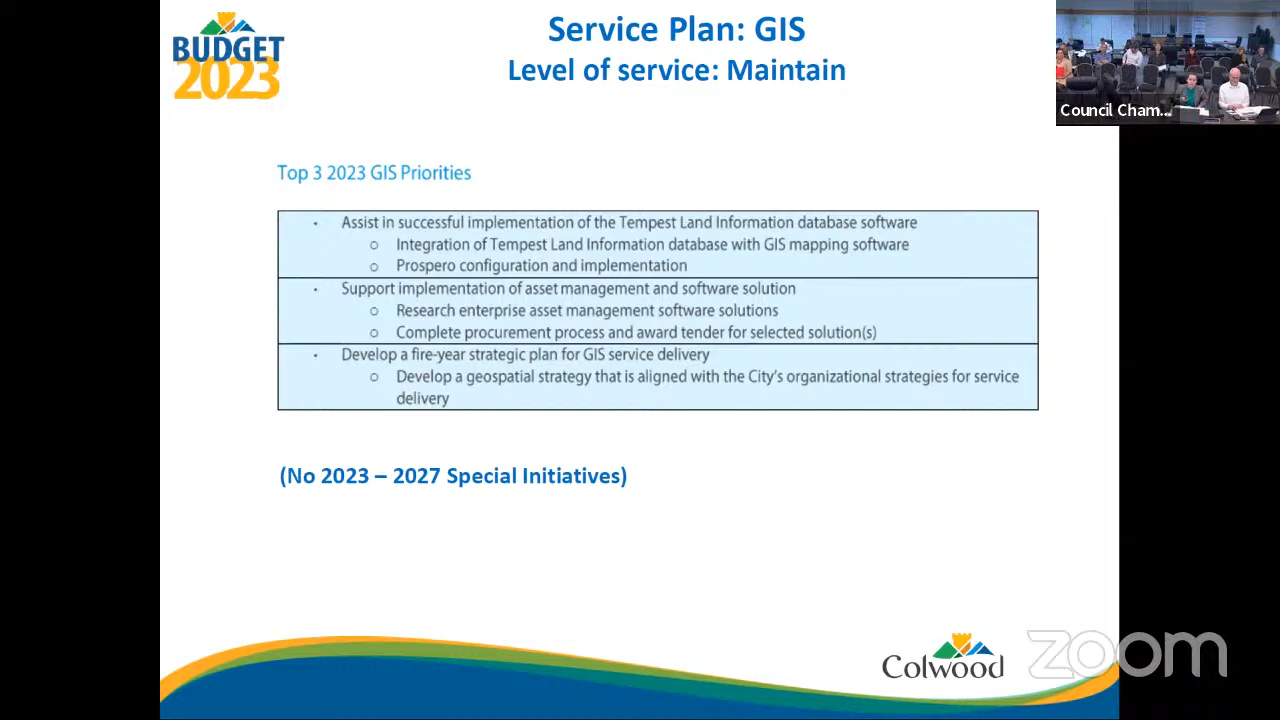 BUDGET
2023
Service Plan: GIS
Level of service: Maintain
Council Cham...
Top 3 2023 GIS Priorities
· Assist in successful implementation of the Tempest Land Information database software
o Integration of Tempest Land Information database with GIS mapping software
o Prospero configuration and implementation
· Support implementation of asset management and software solution
o Research enterprise asset management software solutions
o Complete procurement process and award tender for selected solution(s)
· Develop a fire-year strategic plan for GIS service delivery
o Develop a geospatial strategy that is aligned with the City's organizational strategies for service
delivery
(No 2023 – 2027 Special Initiatives)
Colwood
zoom